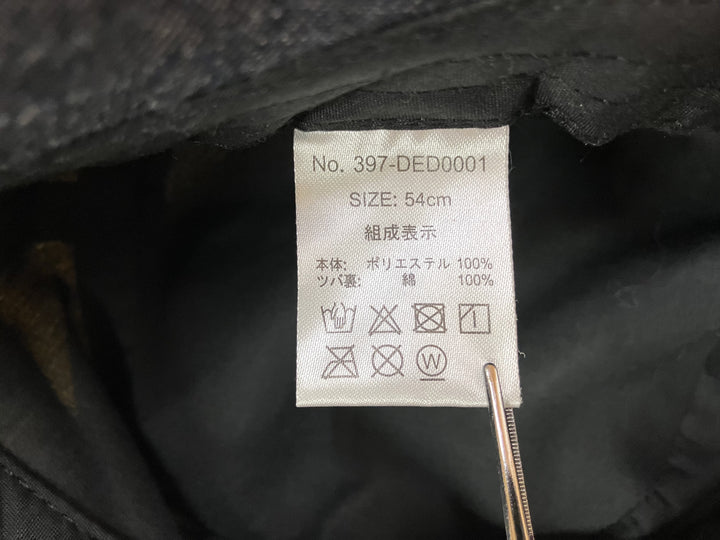 No. 397-DED0001
SIZE: 54cm
組成表示
本体: ポリエステル 100%
ツバ裏: 綿 100%
W